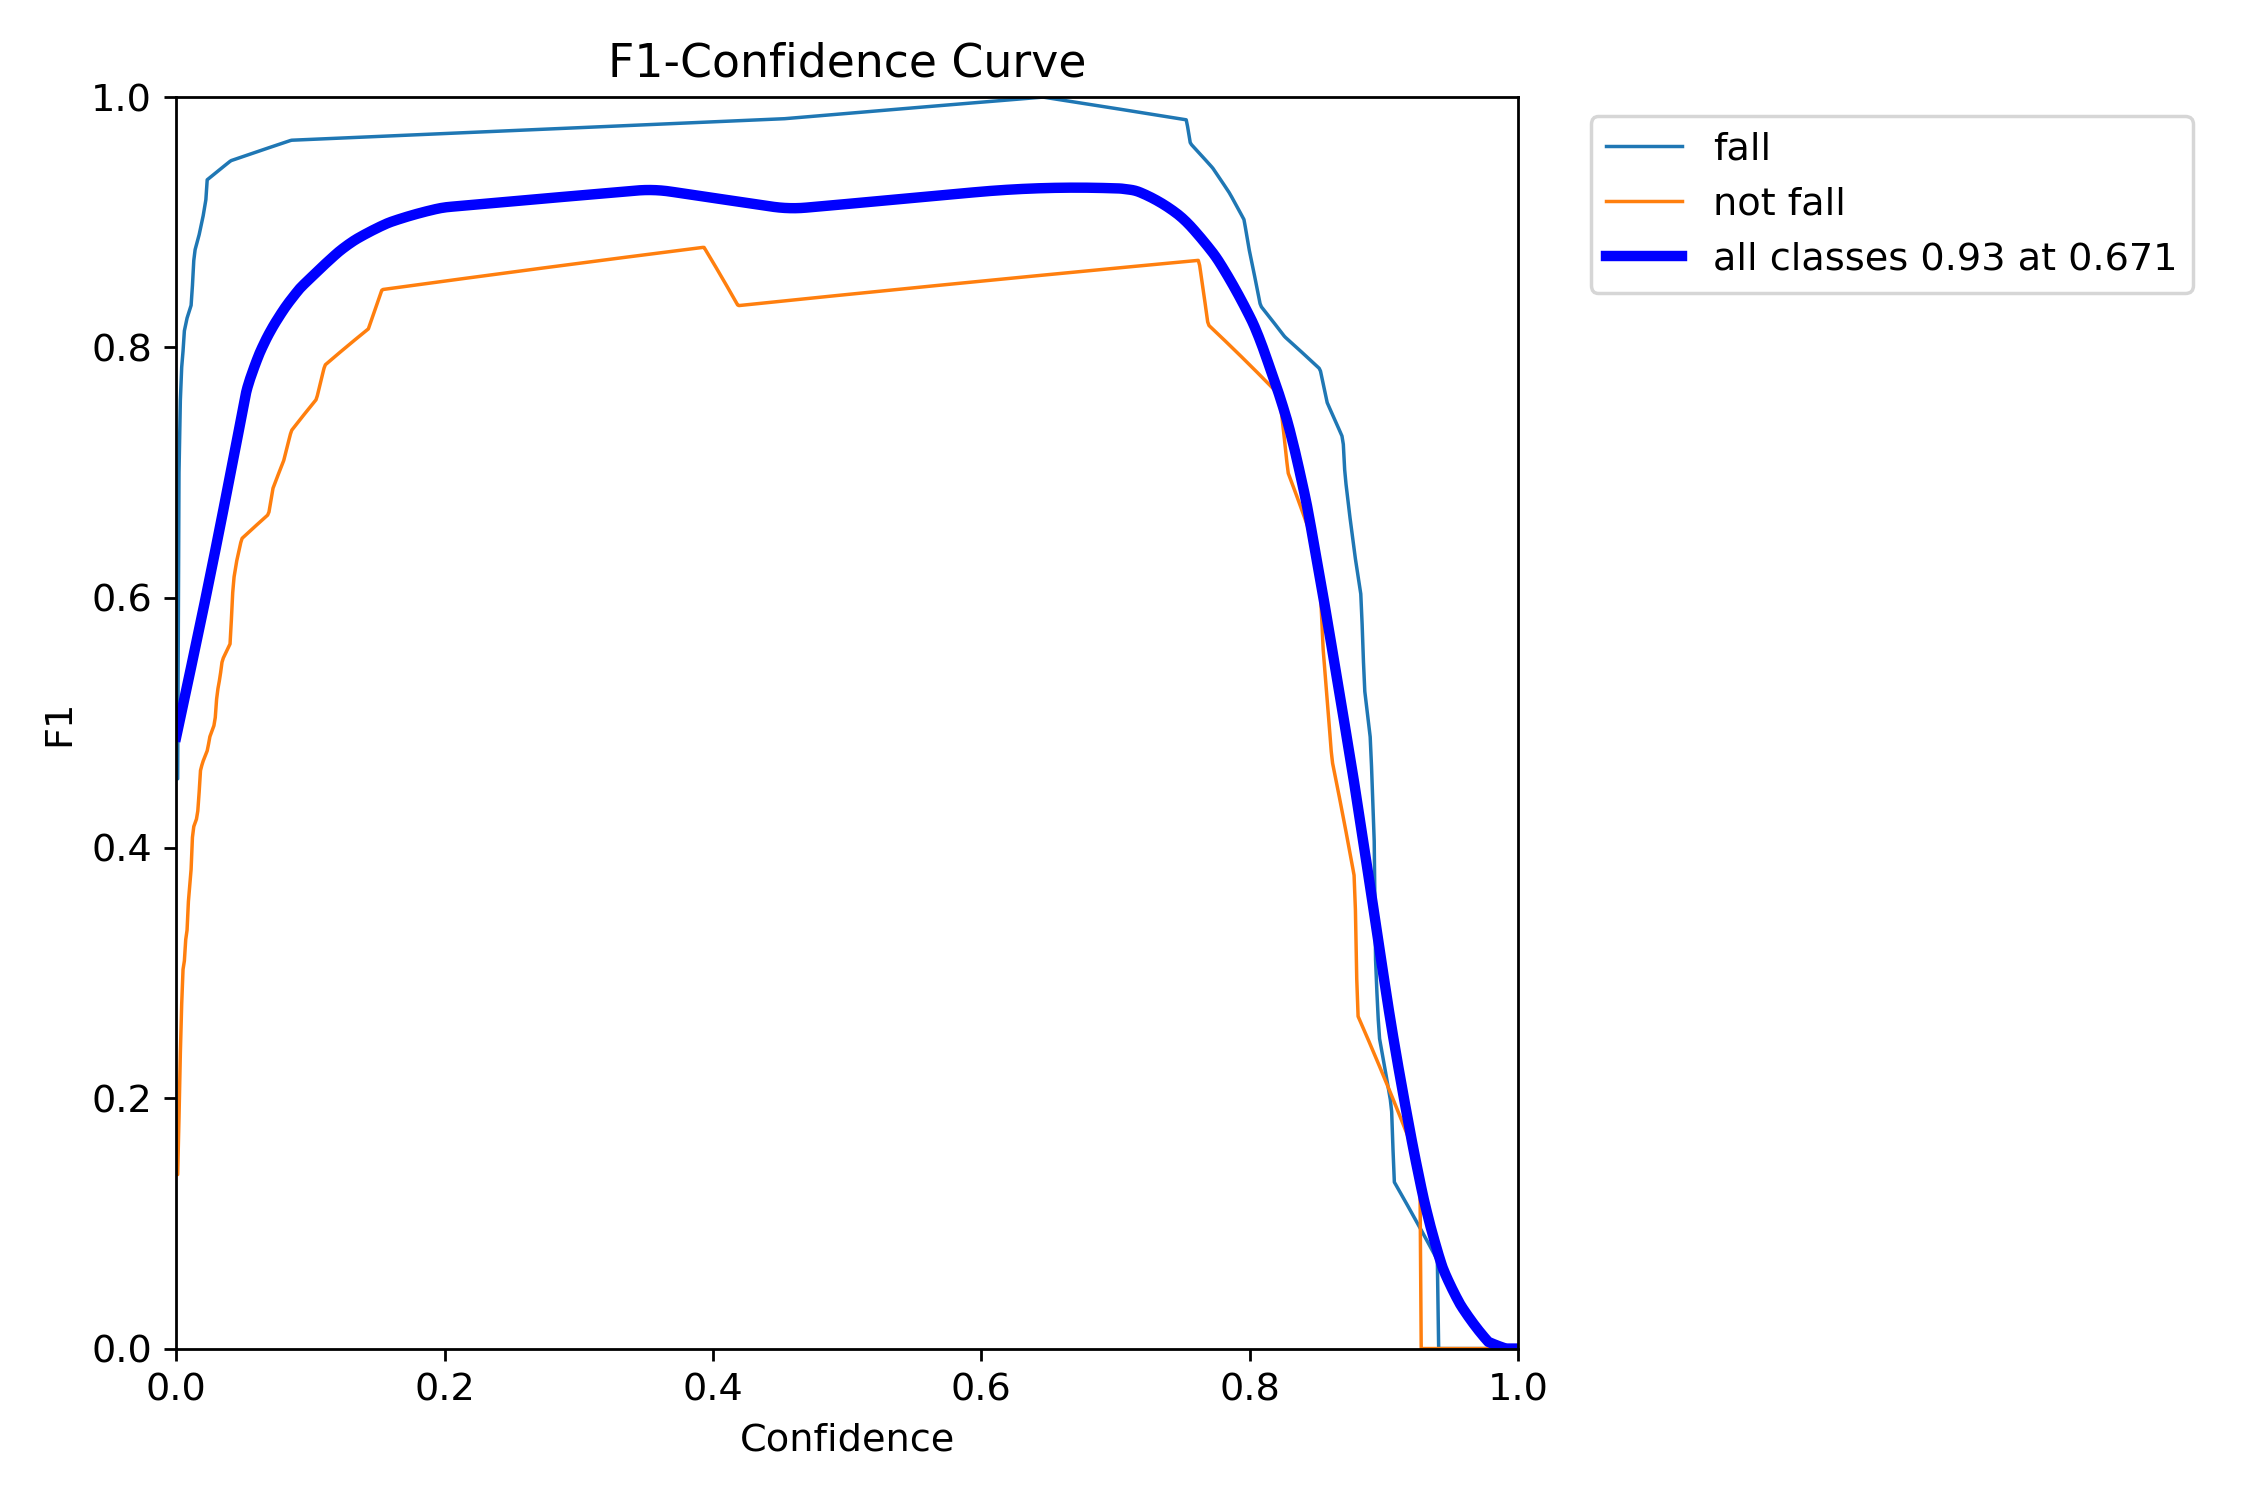 F1-Confidence Curve
1.0
0.8
0.6
0.4
0.2
0.0
F1
0.0 0.2 0.4 0.6 0.8 1.0
Confidence
fall
not fall
all classes 0.93 at 0.671